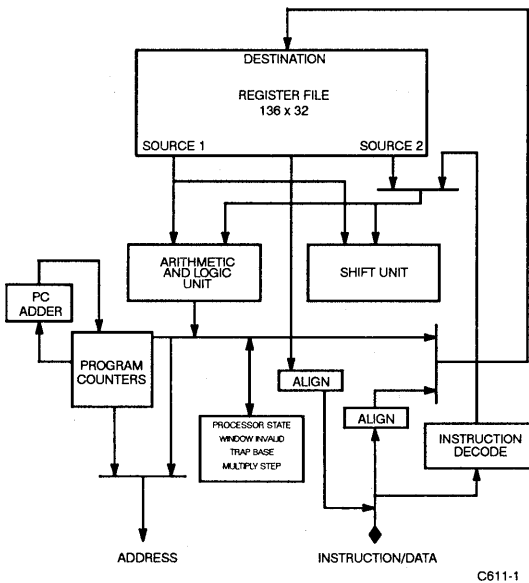 DESTINATION
REGISTER FILE
136 x 32
SOURCE 1
SOURCE 2
ARITHMETIC
AND LOGIC
UNIT
SHIFT UNIT
PC
ADDER
PROGRAM
COUNTERS
ALIGN
PROCESSOR STATE
WINDOW INVALID
TRAP BASE
MULTIPLY STEP
ALIGN
INSTRUCTION
DECODE
ADDRESS
INSTRUCTION/DATA
C611-1